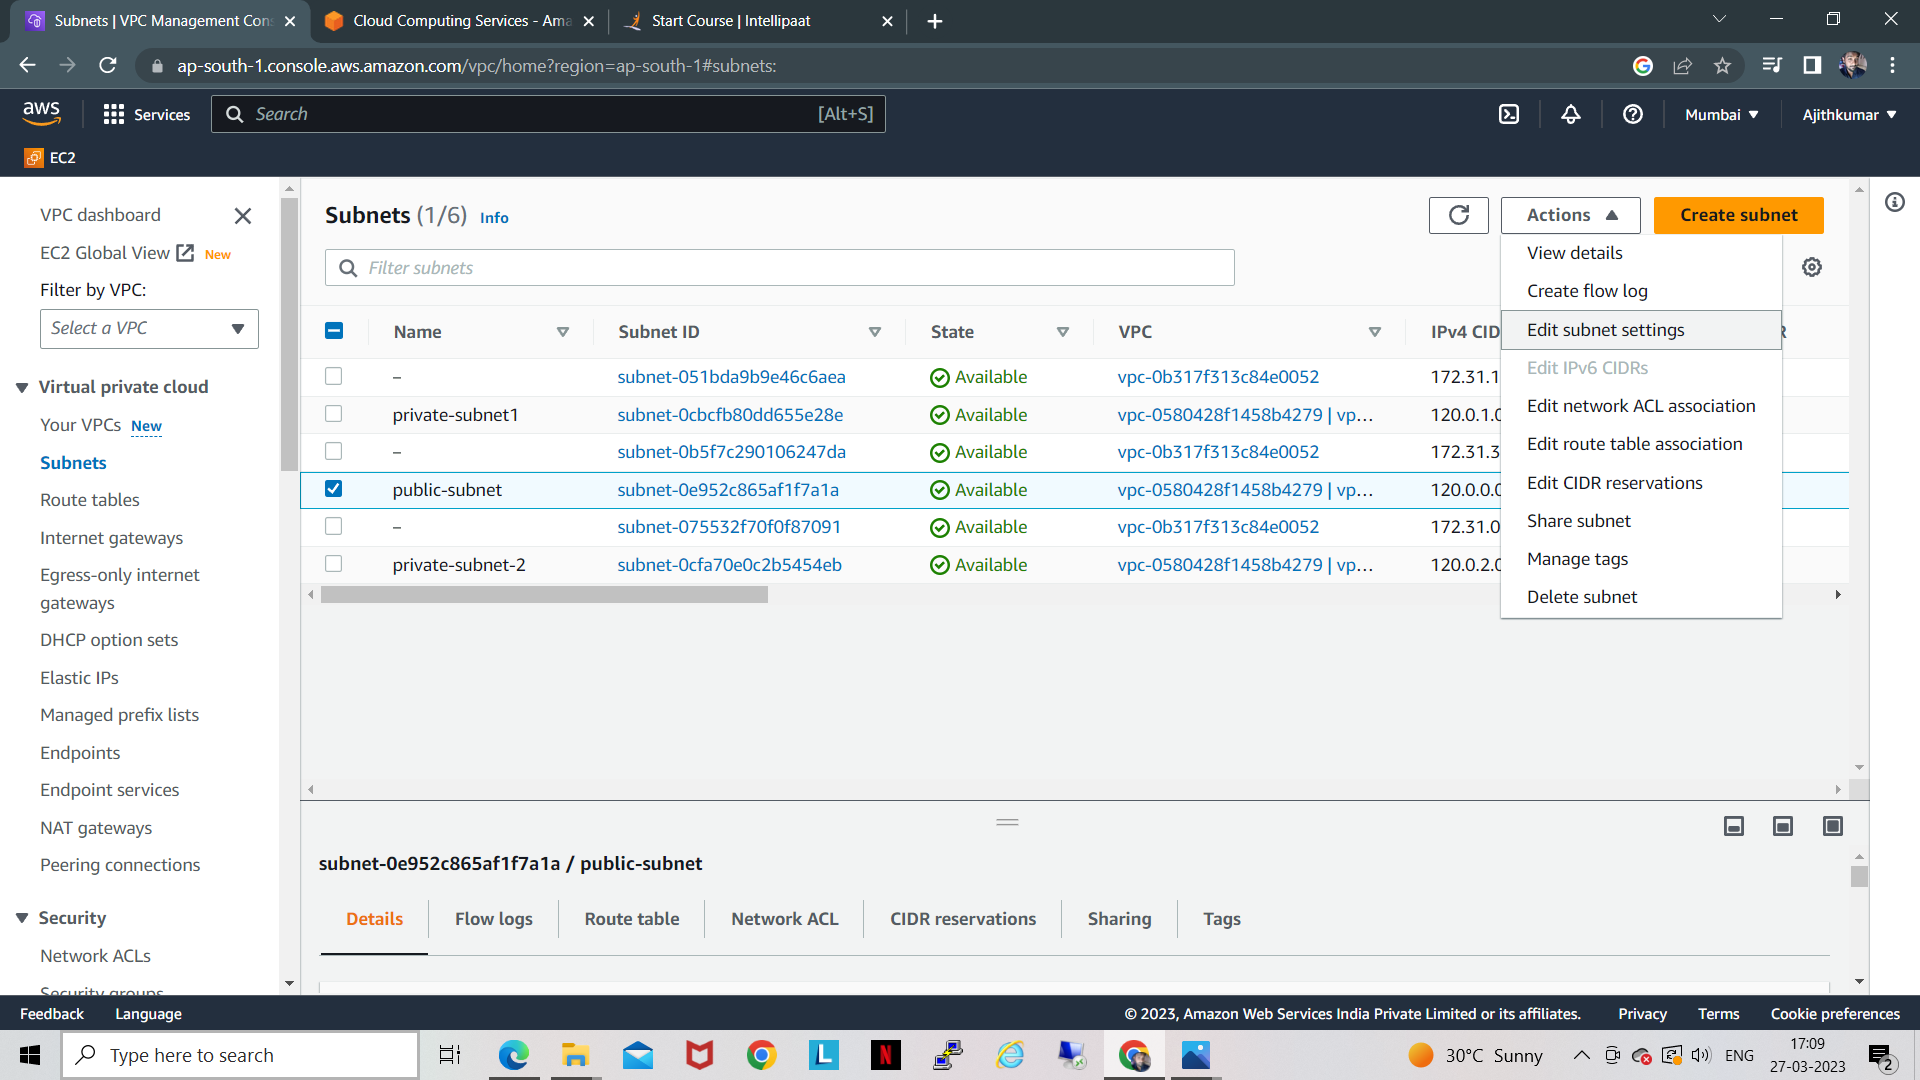 Subnets | VPC Management Cons
Cloud Computing Services - Ama
Start Course | Intellipaat
ap-south-1.console.aws.amazon.com/vpc/home?region=ap-south-1#subnets:
aws
Services
Search
[Alt+S]
Mumbai
Ajithkumar
EC2
VPC dashboard
EC2 Global View New
Filter by VPC:
Select a VPC
Virtual private cloud
Your VPCs New
Subnets
Route tables
Internet gateways
Egress-only internet
gateways
DHCP option sets
Elastic IPs
Managed prefix lists
Endpoints
Endpoint services
NAT gateways
Peering connections
Security
Network ACLs
Security groups
Subnets (1/6) Info
Actions
Create subnet
Filter subnets
View details
Create flow log
Edit subnet settings
Edit IPv6 CIDRs
Edit network ACL association
Edit route table association
Edit CIDR reservations
Share subnet
Manage tags
Delete subnet
Name Subnet ID State VPC IPv4 CID
– subnet-051bda9b9e46c6aea Available vpc-0b317f313c84e0052 172.31.1
private-subnet1 subnet-0cbcfb80dd655e28e Available vpc-0580428f1458b4279 | vp... 120.0.1.0
– subnet-0b5f7c290106247da Available vpc-0b317f313c84e0052 172.31.3
public-subnet subnet-0e952c865af1f7a1a Available vpc-0580428f1458b4279 | vp... 120.0.0.0
– subnet-075532f70f0f87091 Available vpc-0b317f313c84e0052 172.31.0
private-subnet-2 subnet-0cfa70e0c2b5454eb Available vpc-0580428f1458b4279 | vp... 120.0.2.0
subnet-0e952c865af1f7a1a / public-subnet
Details Flow logs Route table Network ACL CIDR reservations Sharing Tags
Feedback Language © 2023, Amazon Web Services India Private Limited or its affiliates. Privacy Terms Cookie preferences
Type here to search
L
N
30°C Sunny
ENG
17:09
27-03-2023
2